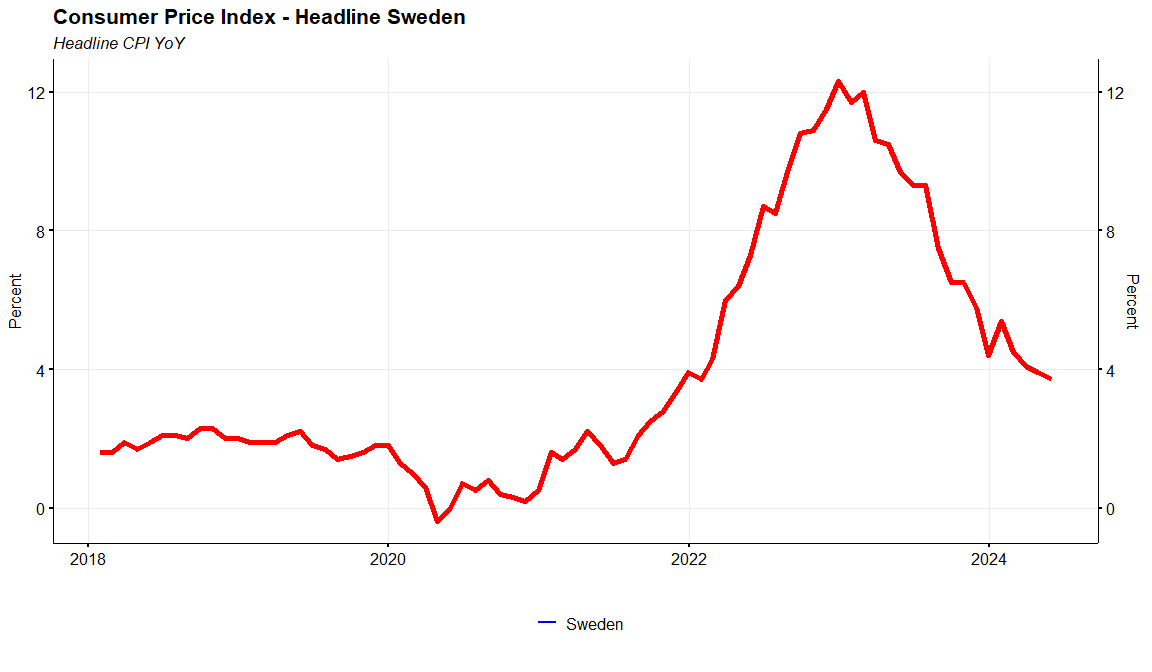 Consumer Price Index - Headline Sweden
Headline CPI YoY
12
8
4
0
Percent
12
8
4
0
Percent
2018
2020
2022
2024
Sweden